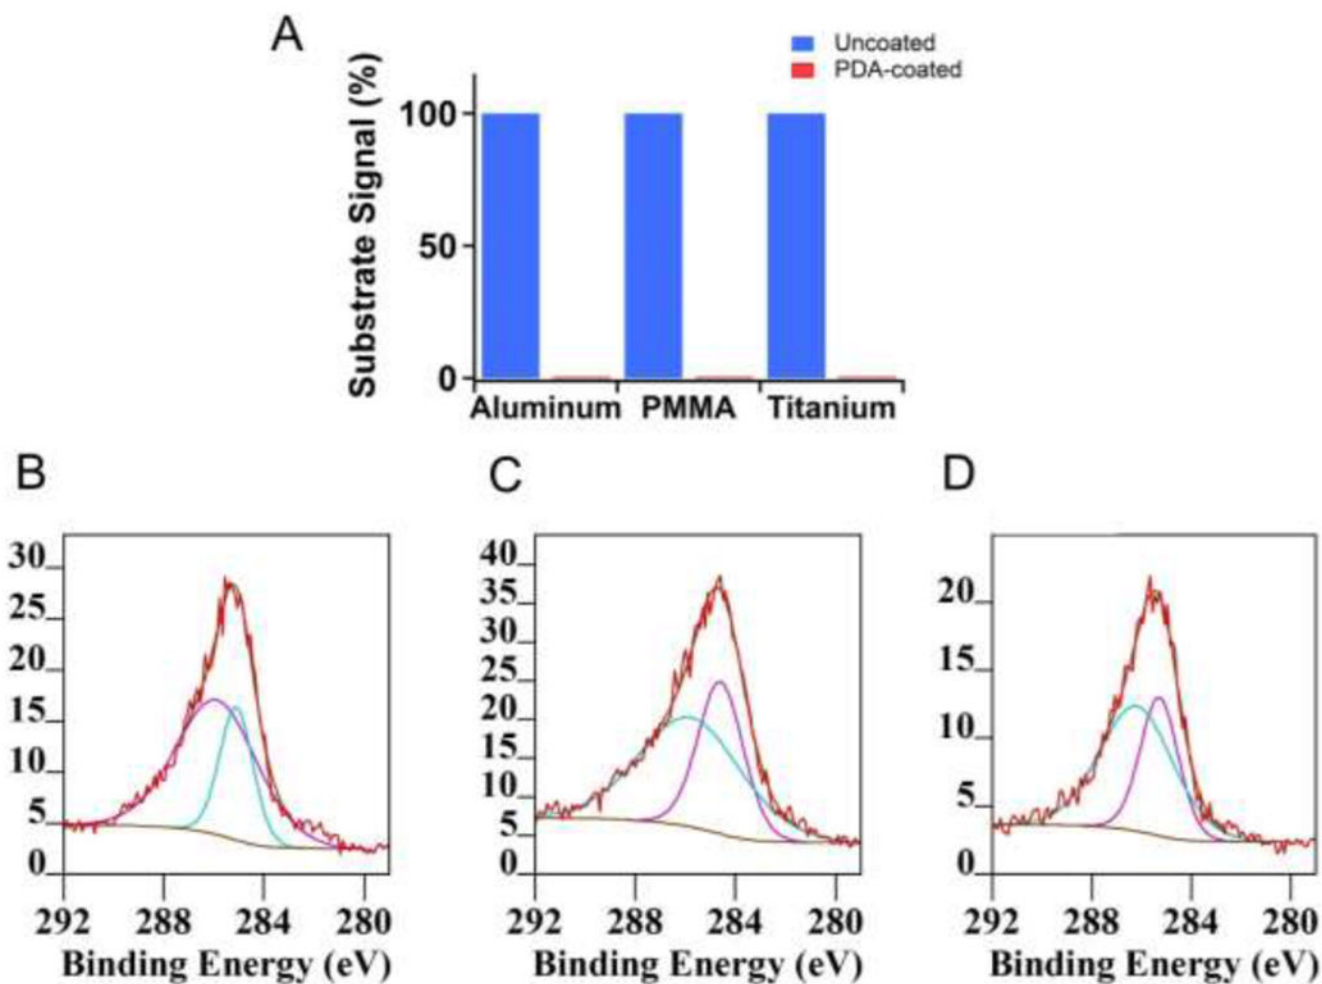 A
Uncoated
PDA-coated
Substrate Signal (%)
100
50
0
Aluminum PMMA Titanium
B
30
25
20
15
10
5
0
292 288 284 280
Binding Energy (eV)
C
40
35
30
25
20
15
10
5
0
292 288 284 280
Binding Energy (eV)
D
20
15
10
5
0
292 288 284 280
Binding Energy (eV)